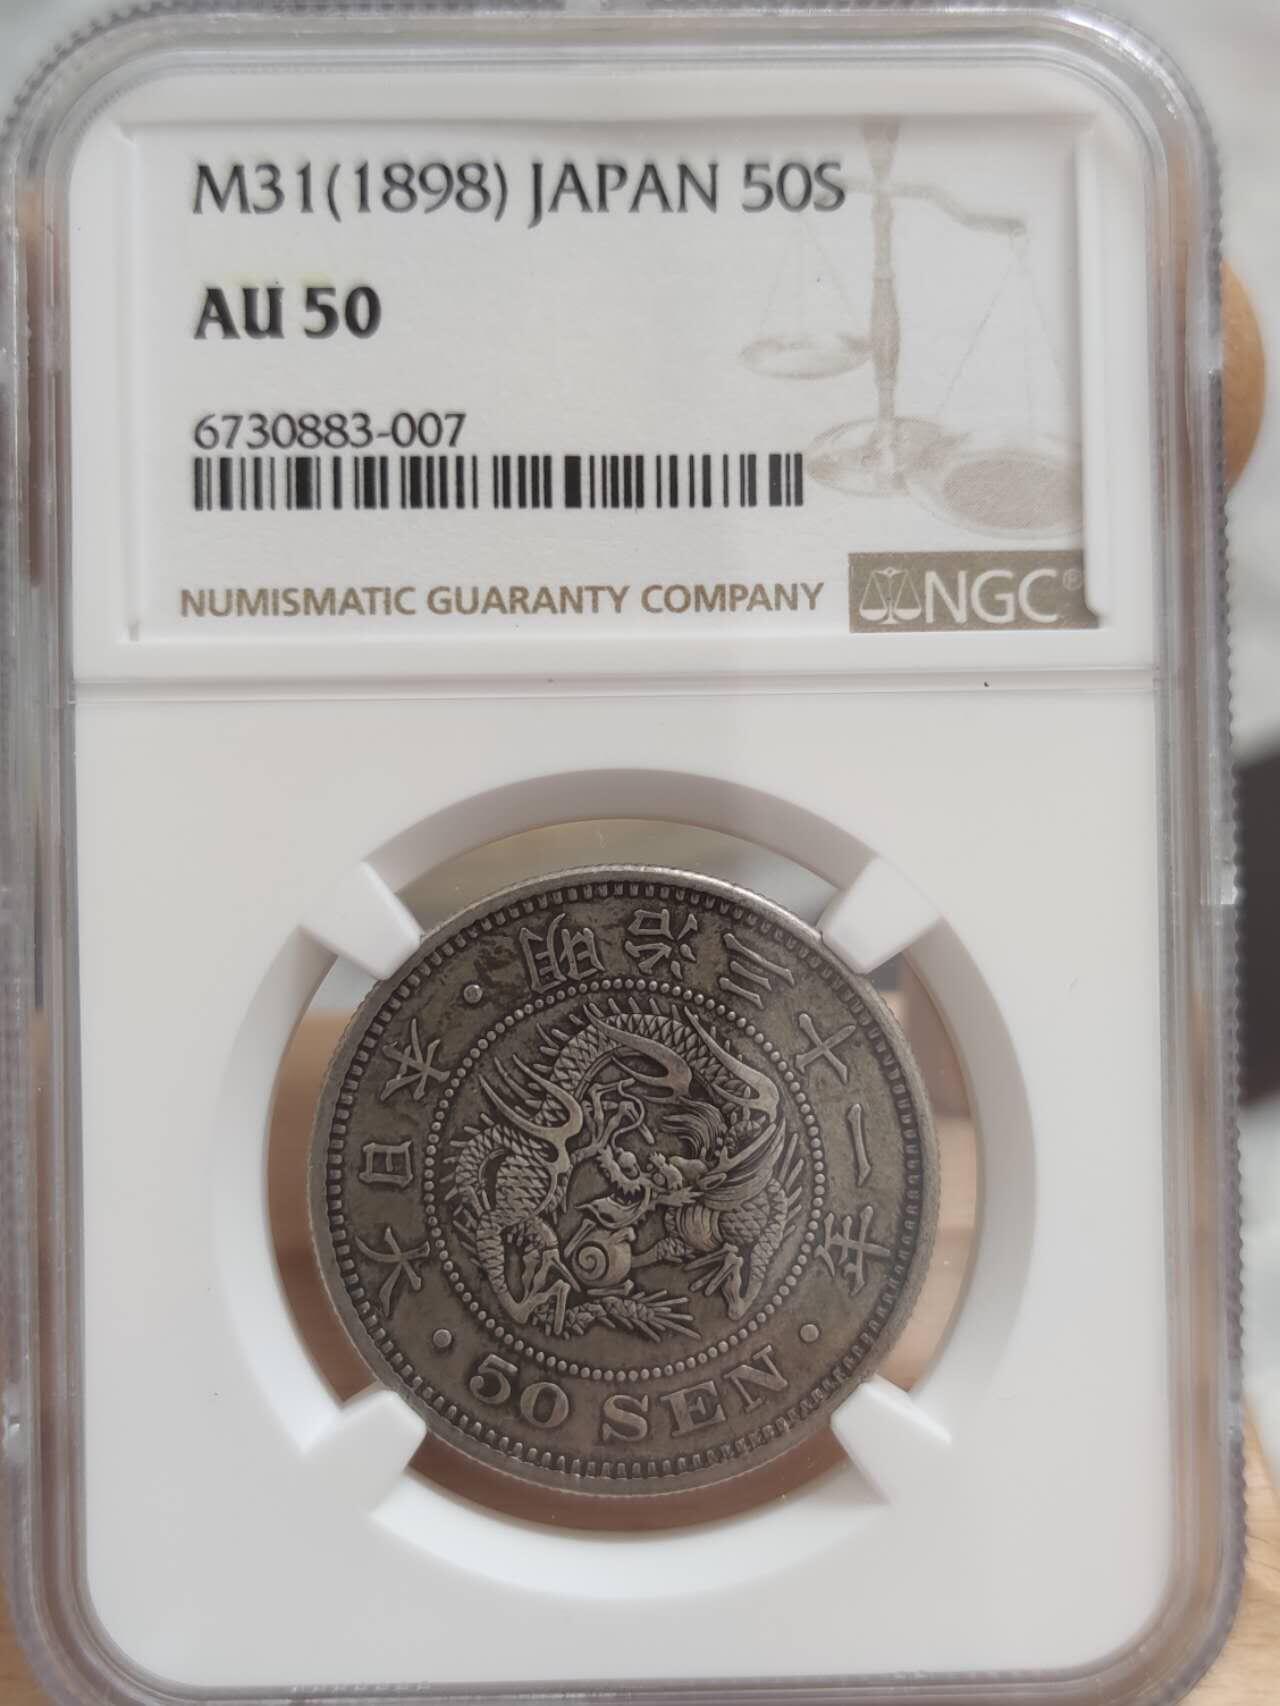 M31(1898) JAPAN 50S
AU 50
6730883-007
NUMISMATIC GUARANTY COMPANY NGC®
大日本・明治三十一年・
50 SEN・